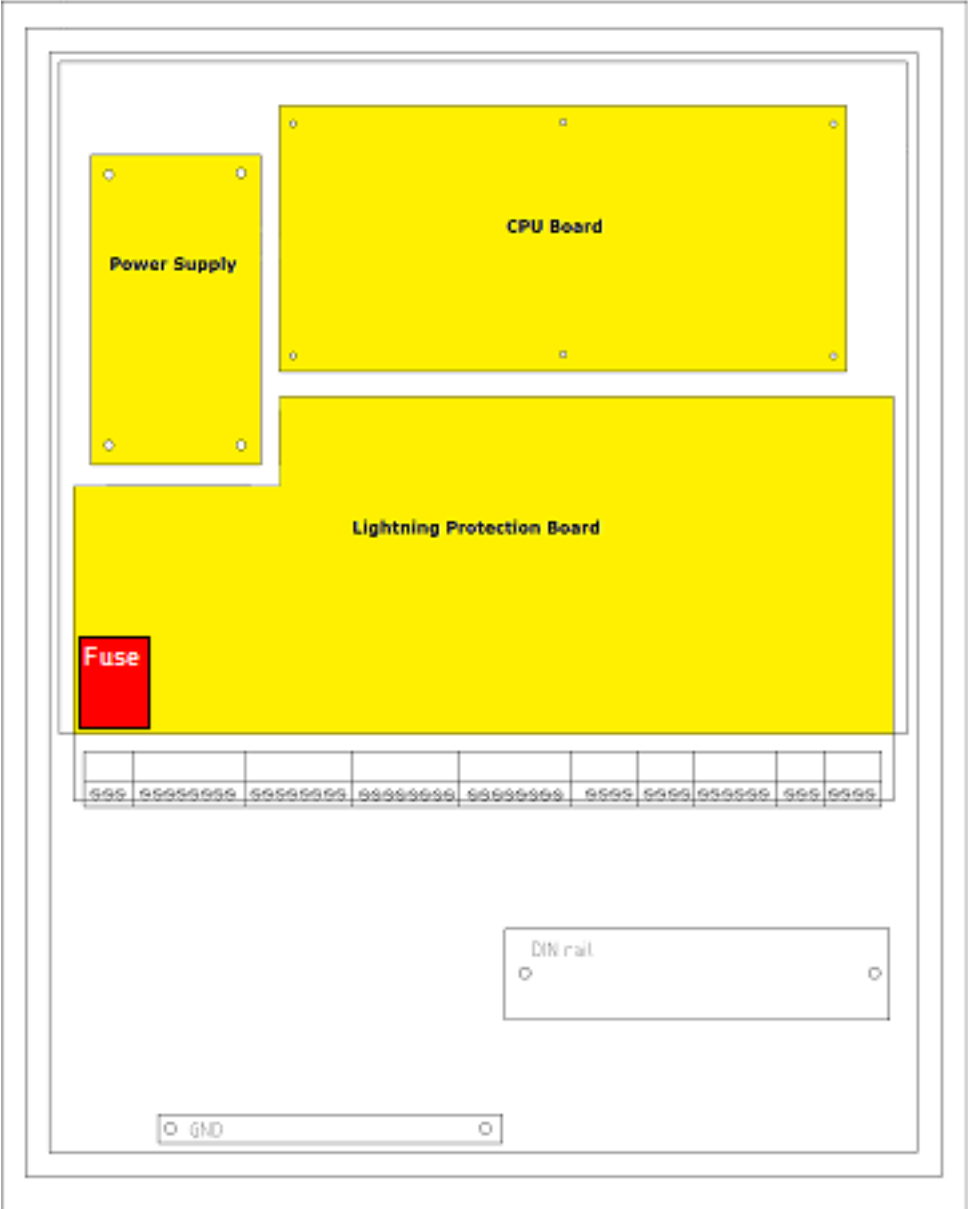 CPU Board
Power Supply
Lightning Protection Board
Fuse
DIN rail
GND